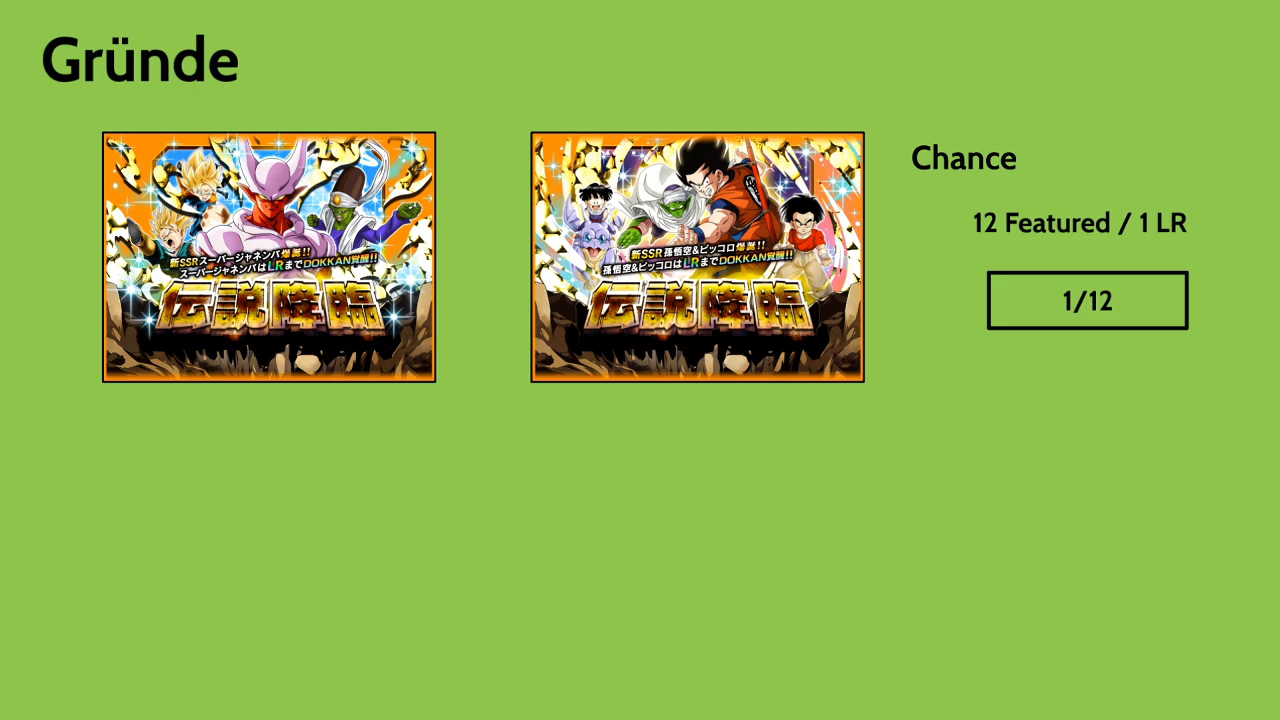 Gründe
新SSRスーパージャネンバ爆誕!!
スーパージャネンバはLRまでDOKKAN覚醒!!
伝説降臨
新SSR孫悟空&ピッコロ爆誕!!
孫悟空&ピッコロはLRまでDOKKAN覚醒!!
伝説降臨
Chance
12 Featured / 1 LR
1/12